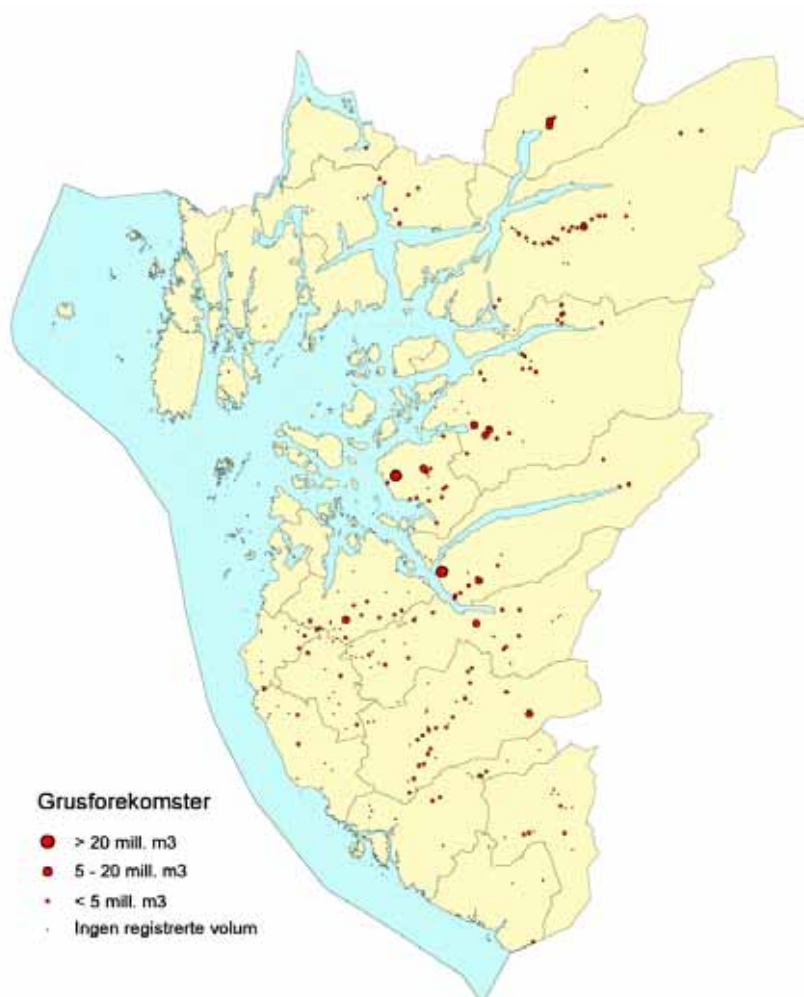 Grusforekomster
> 20 mill. m3
5 - 20 mill. m3
< 5 mill. m3
Ingen registrerte volum